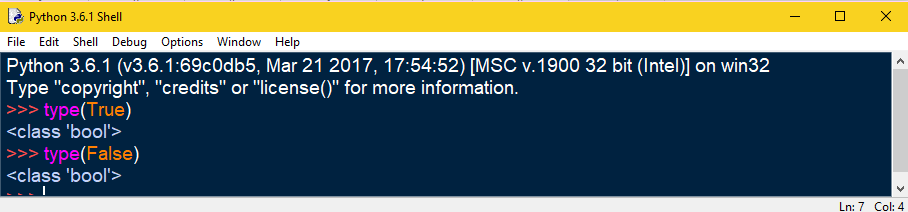 Python 3.6.1 Shell
File Edit Shell Debug Options Window Help
Python 3.6.1 (v3.6.1:69c0db5, Mar 21 2017, 17:54:52) [MSC v.1900 32 bit (Intel)] on win32
Type "copyright", "credits" or "license()" for more information.
>>> type(True)
<class 'bool'>
>>> type(False)
<class 'bool'>
>>>
Ln: 7 Col: 4